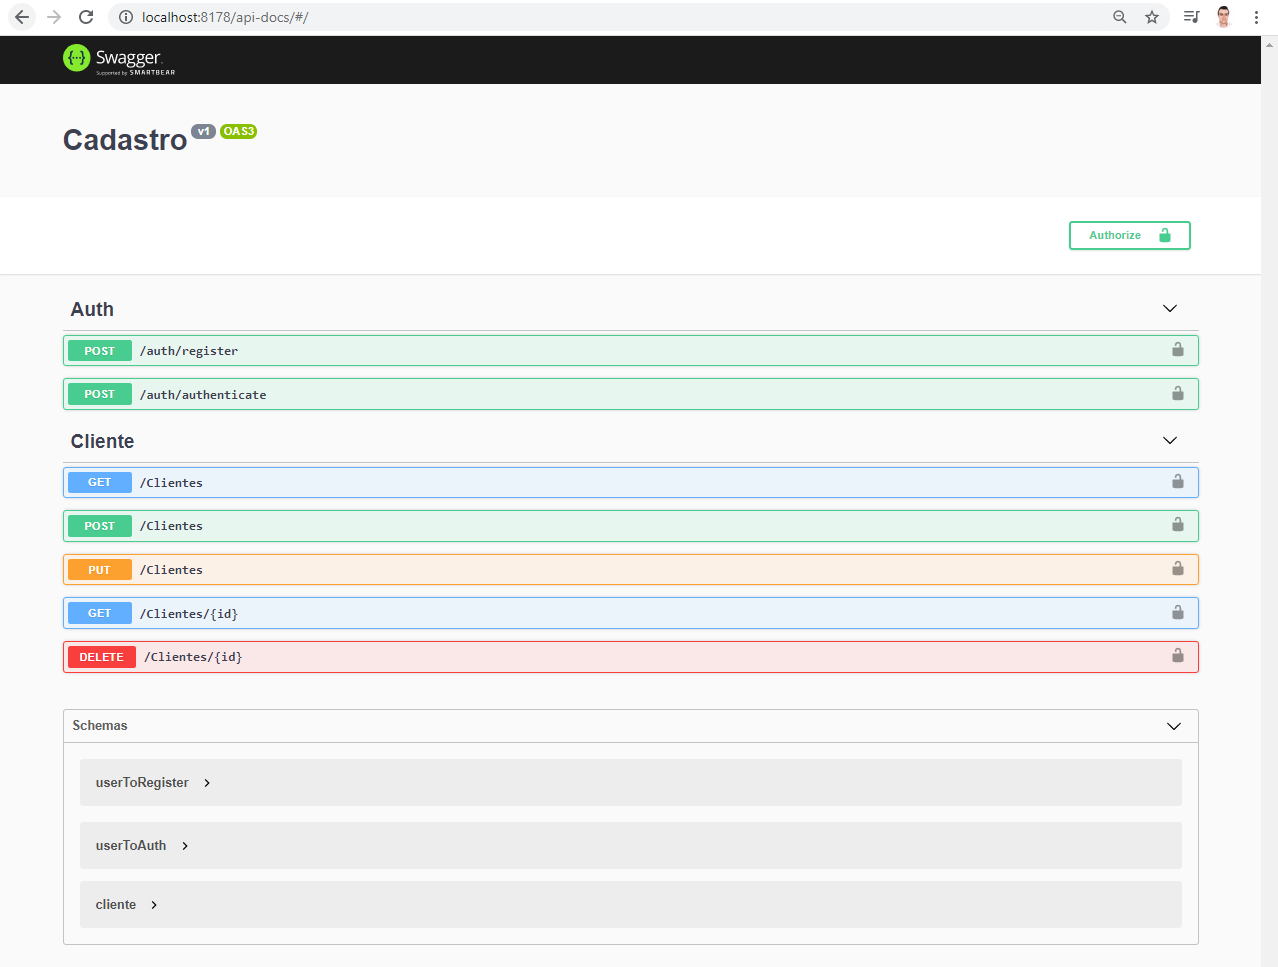 localhost:8178/api-docs/#/
Swagger
Supported by SMARTBEAR
Cadastro v1 OAS3
Authorize
Auth
POST /auth/register
POST /auth/authenticate
Cliente
GET /Clientes
POST /Clientes
PUT /Clientes
GET /Clientes/{id}
DELETE /Clientes/{id}
Schemas
userToRegister
userToAuth
cliente